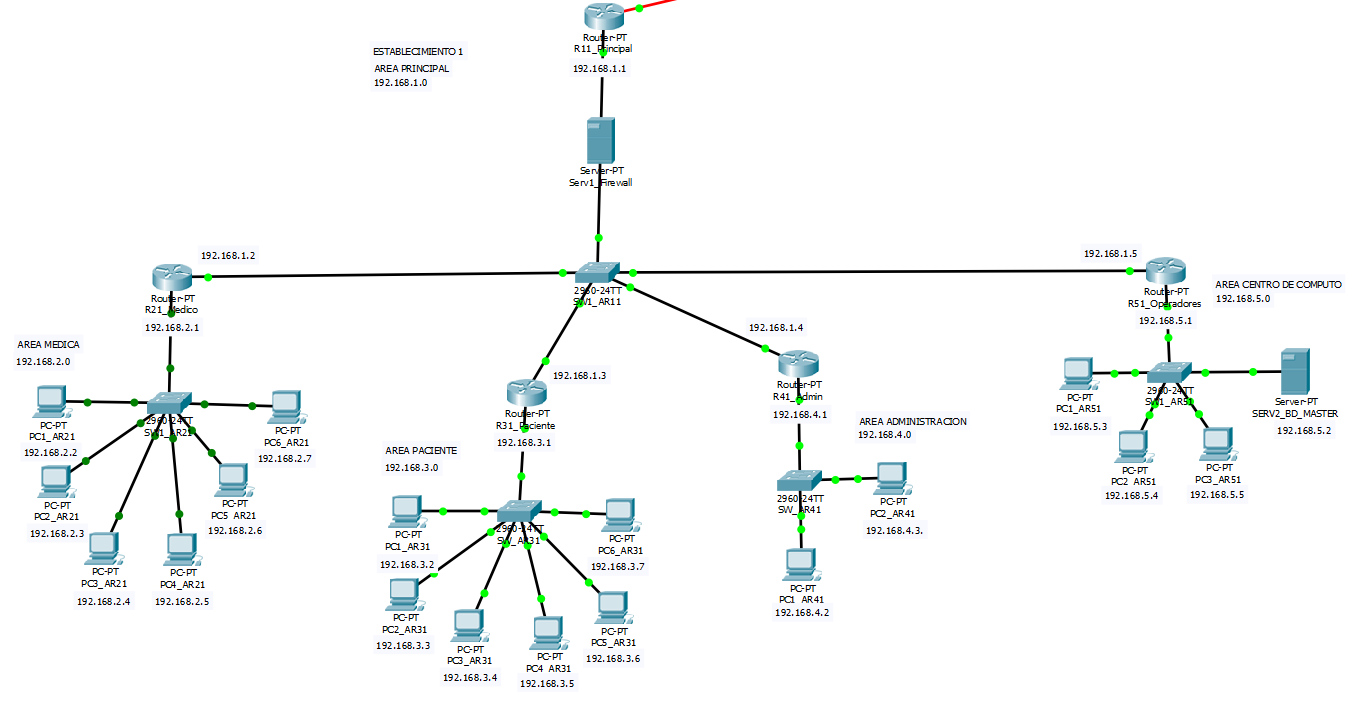 Router-PT
R11_Principal
192.168.1.1
ESTABLECIMIENTO 1
AREA PRINCIPAL
192.168.1.0
Server-PT
Serv1_Firewall
2950-24TT
SW1_AR11
192.168.1.2
Router-PT
R21_Medico
192.168.2.1
AREA MEDICA
192.168.2.0
2950-24TT
SW1_AR21
PC-PT
PC1_AR21
192.168.2.2
PC-PT
PC2_AR21
192.168.2.3
PC-PT
PC3_AR21
192.168.2.4
PC-PT
PC4_AR21
192.168.2.5
PC-PT
PC5_AR21
192.168.2.6
PC-PT
PC6_AR21
192.168.2.7
192.168.1.3
Router-PT
R31_Paciente
192.168.3.1
AREA PACIENTE
192.168.3.0
2960-24TT
SW_AR31
PC-PT
PC1_AR31
192.168.3.2
PC-PT
PC2_AR31
192.168.3.3
PC-PT
PC3_AR31
192.168.3.4
PC-PT
PC4_AR31
192.168.3.5
PC-PT
PC5_AR31
192.168.3.6
PC-PT
PC6_AR31
192.168.3.7
192.168.1.4
Router-PT
R41_Admin
192.168.4.1
AREA ADMINISTRACION
192.168.4.0
2960-24TT
SW_AR41
PC-PT
PC2_AR41
192.168.4.3.
PC-PT
PC1_AR41
192.168.4.2
192.168.1.5
Router-PT
R51_Operadores
192.168.5.1
AREA CENTRO DE COMPUTO
192.168.5.0
2960-24TT
SW1_AR51
PC-PT
PC1_AR51
192.168.5.3
PC-PT
PC2_AR51
192.168.5.4
PC-PT
PC3_AR51
192.168.5.5
Server-PT
SERV2_BD_MASTER
192.168.5.2